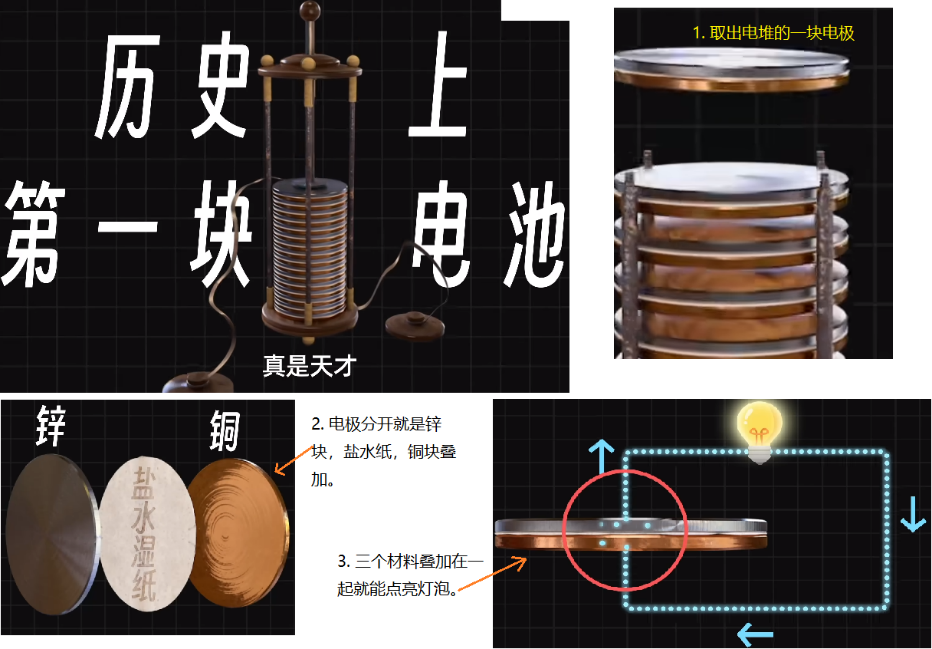 历史上
第一块电池
真是天才
1. 取出电堆的一块电极
锌
铜
盐水湿纸
2. 电极分开就是锌
块，盐水纸，铜块叠
加。
3. 三个材料叠加在一
起就能点亮灯泡。